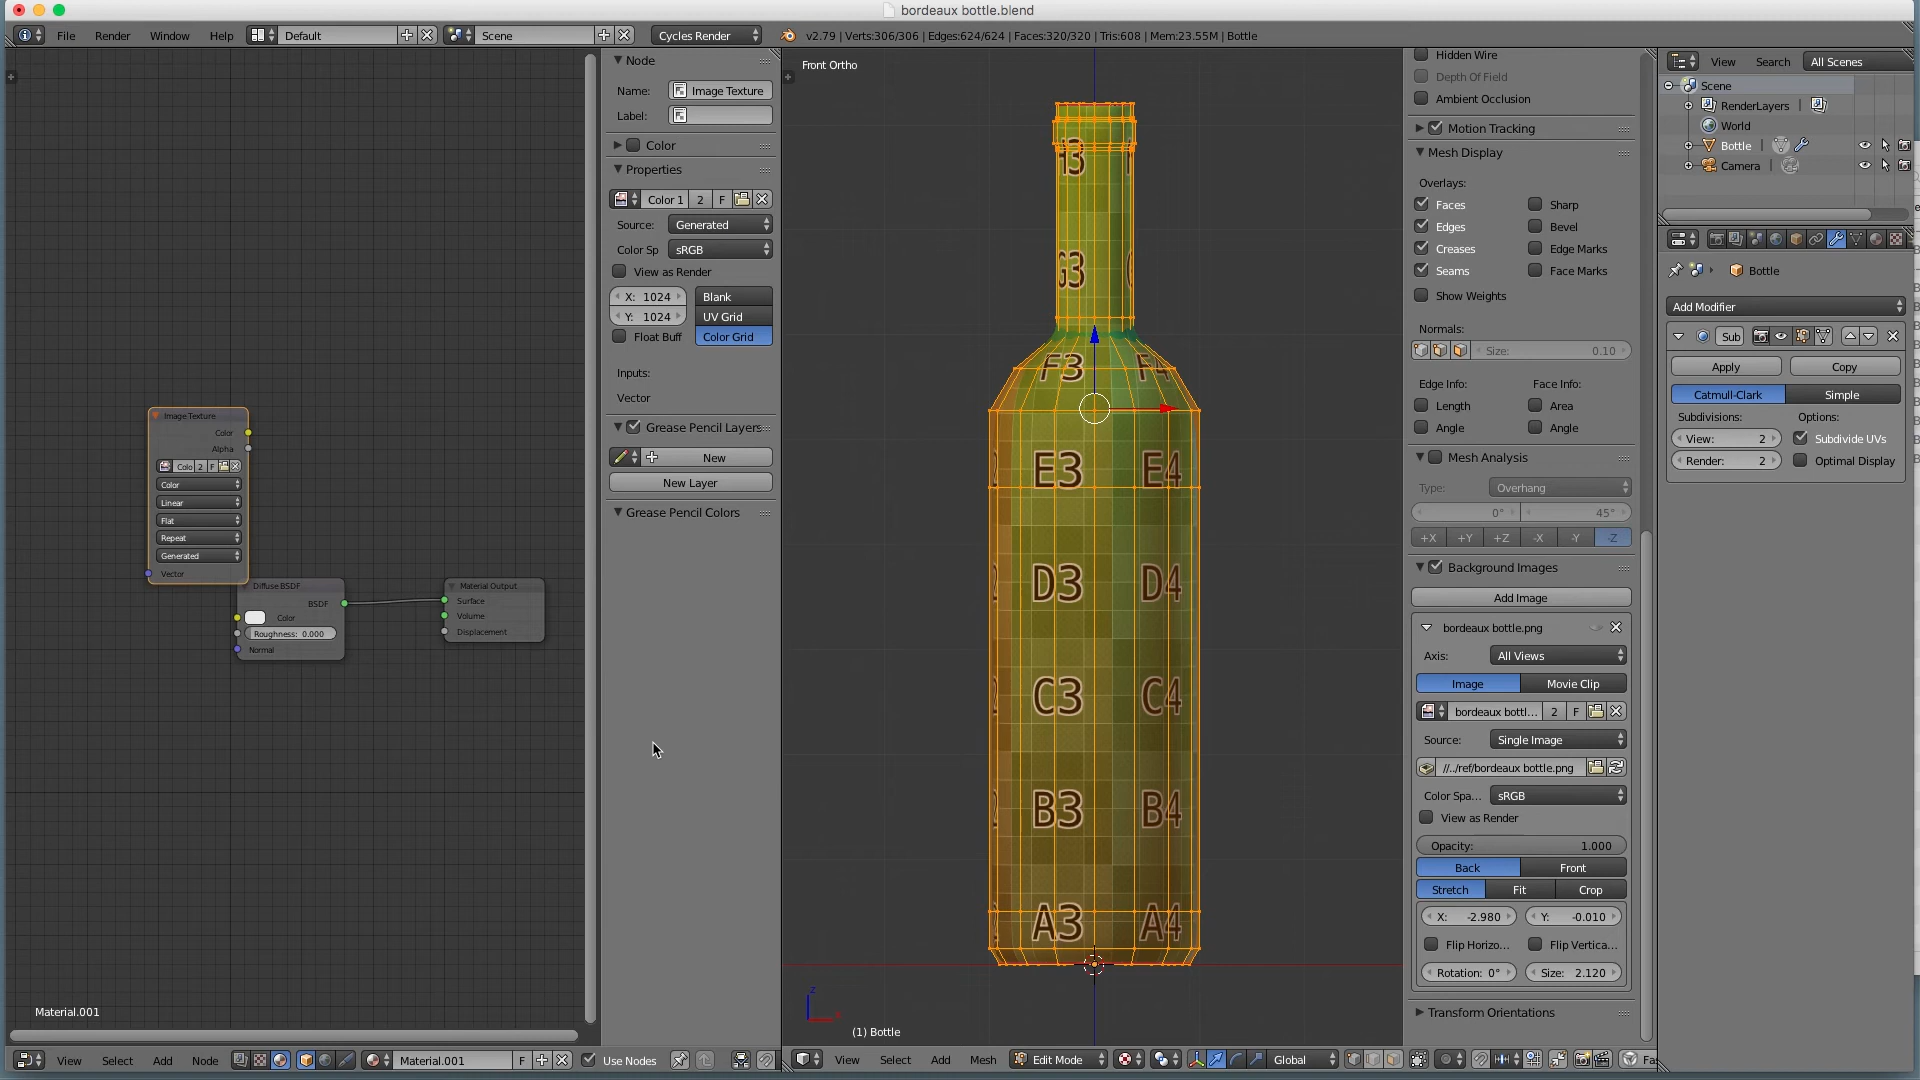 bordeaux bottle.blend
File Render Window Help Default Scene Cycles Render v2.79 | Verts:306/306 | Edges:624/624 | Faces:320/320 | Tris:608 | Mem:23.55M | Bottle
Node
Name: Image Texture
Label:
Color
Properties
Color 1 2 F
Source: Generated
Color Sp sRGB
View as Render
X: 1024 Blank
Y: 1024 UV Grid
Float Buff Color Grid
Inputs:
Vector
Grease Pencil Layers
New
New Layer
Grease Pencil Colors
Image Texture
Color
Alpha
Colo 2 F
Color
Linear
Flat
Repeat
Generated
Vector
Diffuse BSDF
BSDF
Color
Roughness: 0.000
Normal
Material Output
Surface
Volume
Displacement
Material.001
View Select Add Node Material.001 F Use Nodes
Front Ortho
G3
F3 F4
E3 E4
D3 D4
C3 C4
B3 B4
A3 A4
z
(1) Bottle
View Select Add Mesh Edit Mode Global
Hidden Wire
Depth Of Field
Ambient Occlusion
Motion Tracking
Mesh Display
Overlays:
Faces Sharp
Edges Bevel
Creases Edge Marks
Seams Face Marks
Show Weights
Normals:
Size: 0.10
Edge Info: Face Info:
Length Area
Angle Angle
Mesh Analysis
Type: Overhang
0° 45°
+X +Y +Z -X -Y -Z
Background Images
Add Image
bordeaux bottle.png
Axis: All Views
Image Movie Clip
bordeaux bottl... 2 F
Source: Single Image
//../ref/bordeaux bottle.png
Color Spa... sRGB
View as Render
Opacity: 1.000
Back Front
Stretch Fit Crop
X: -2.980 Y: -0.010
Flip Horizo... Flip Vertica...
Rotation: 0° Size: 2.120
Transform Orientations
View Search All Scenes
Scene
RenderLayers
World
Bottle
Camera
Bottle
Add Modifier
Sub
Apply Copy
Catmull-Clark Simple
Subdivisions: Options:
View: 2 Subdivide UVs
Render: 2 Optimal Display